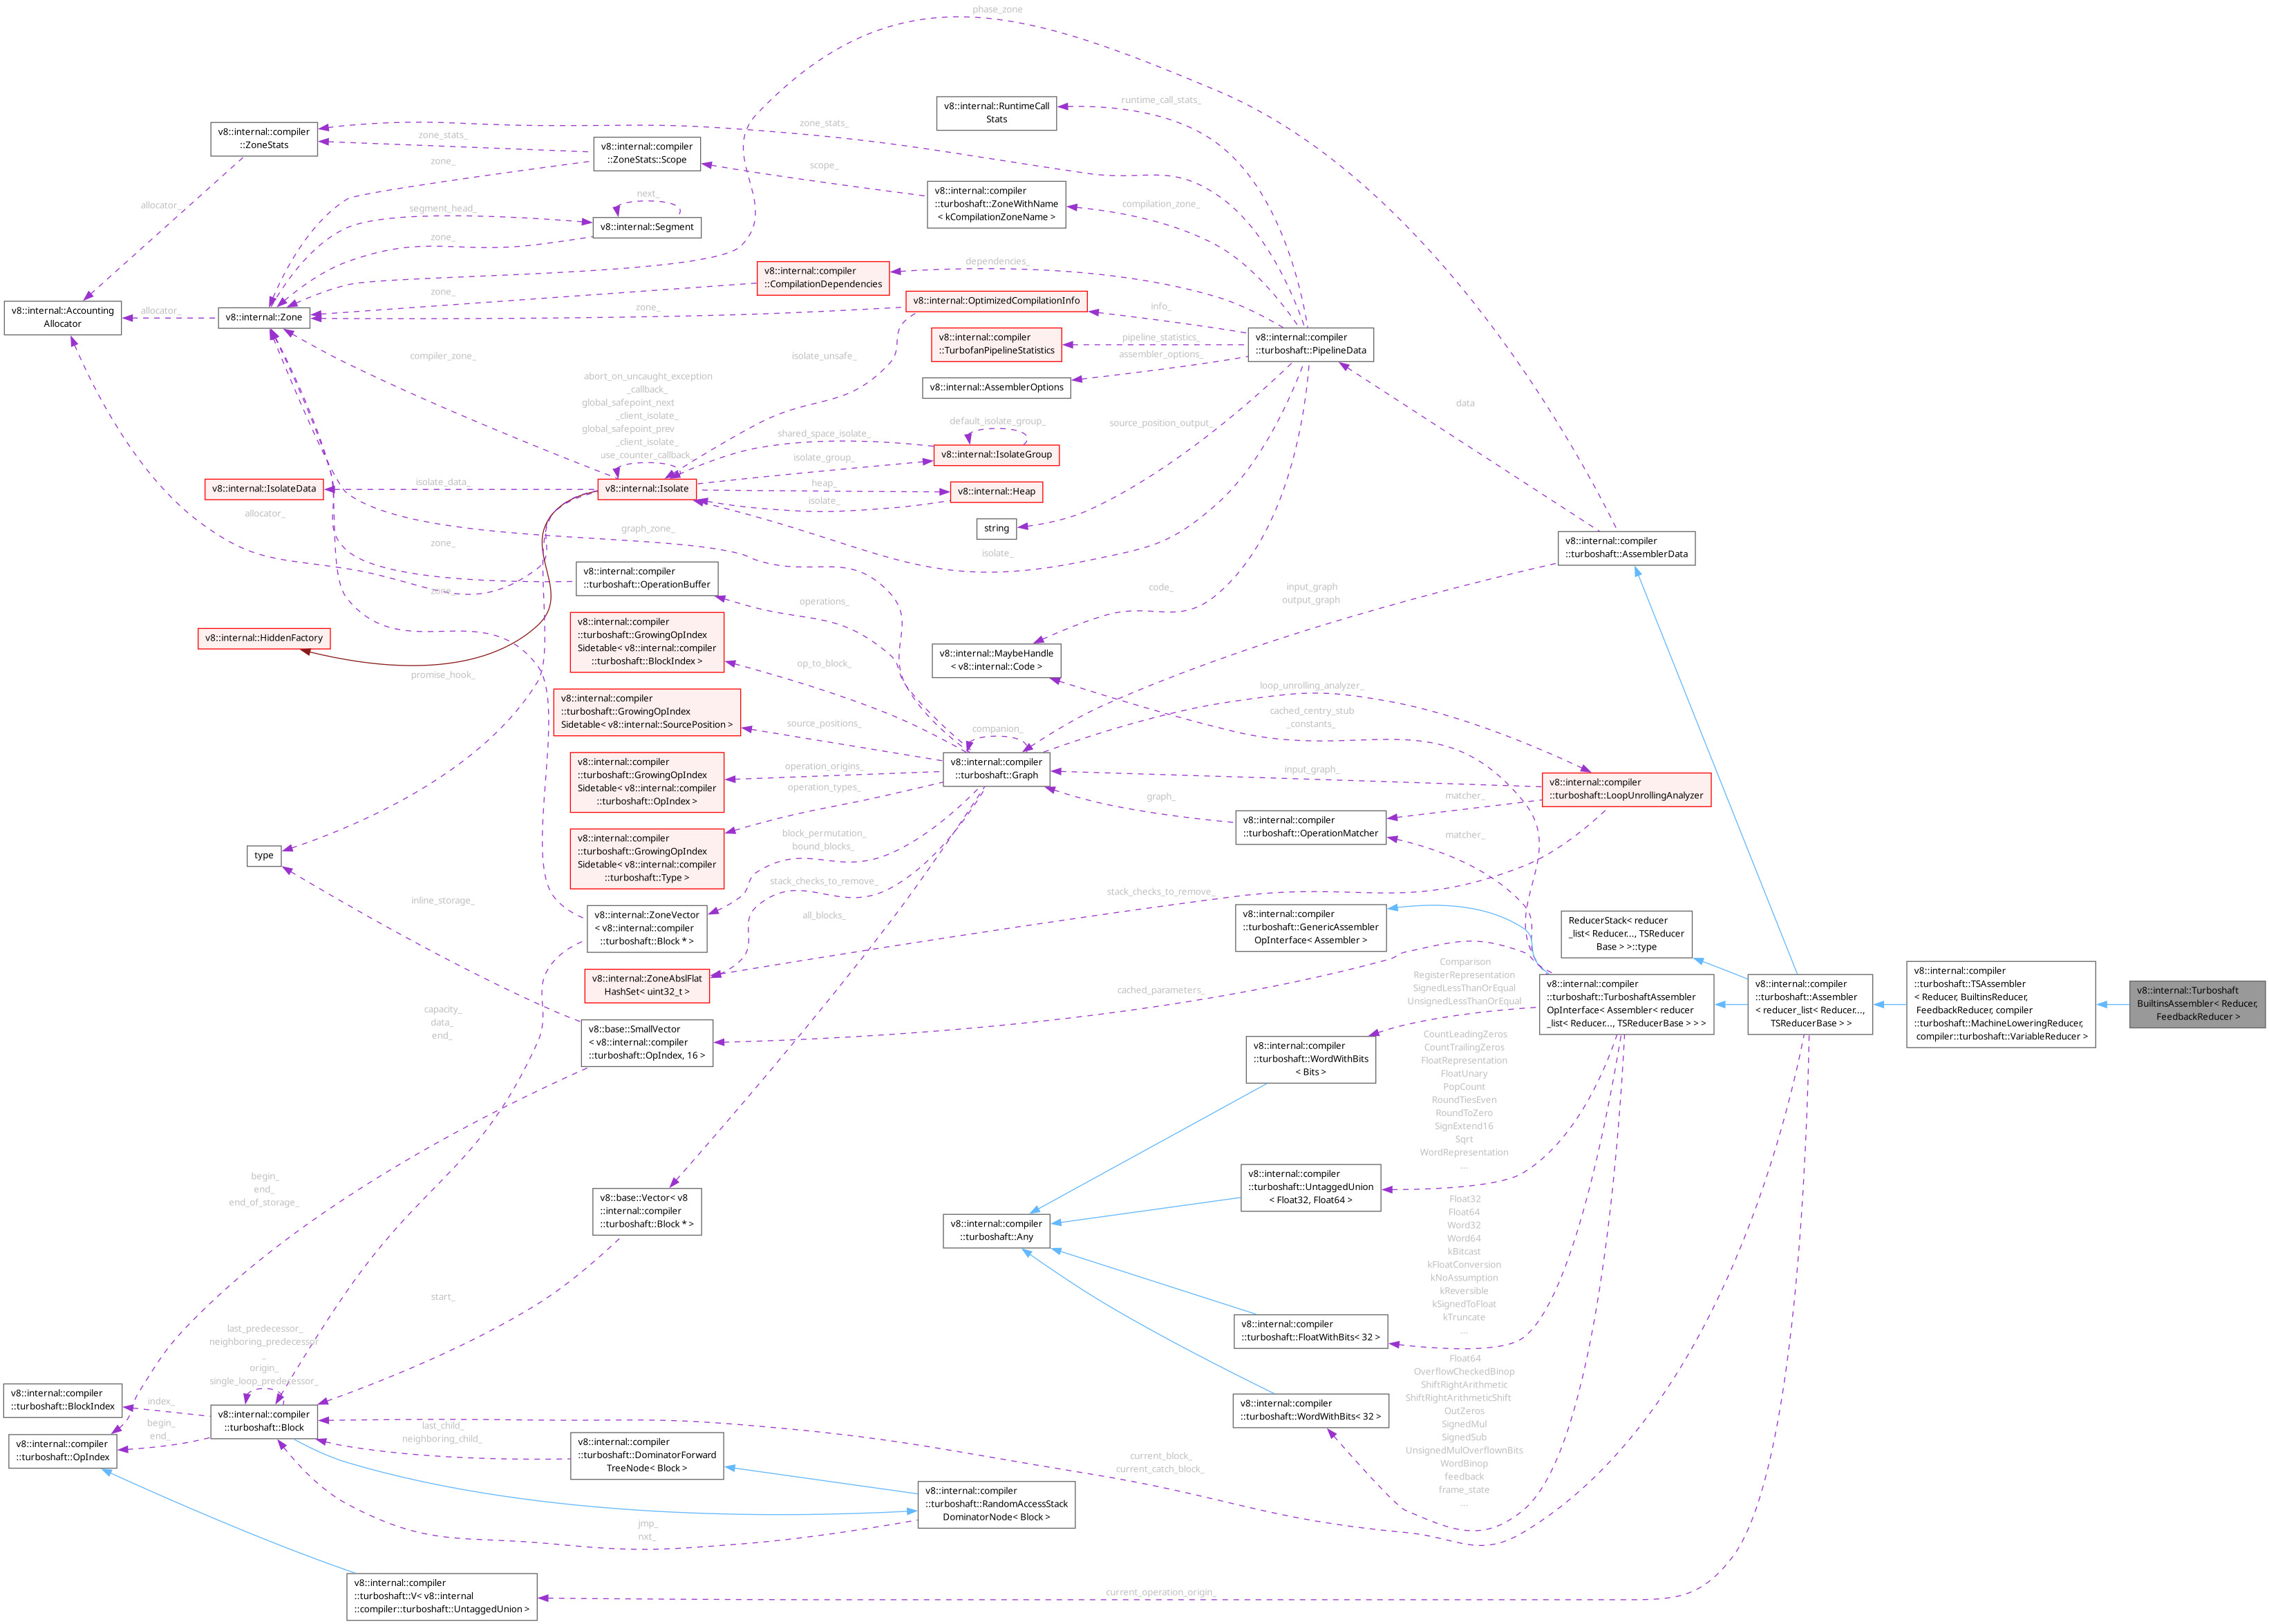 phase_zone
v8::internal::RuntimeCall
Stats
runtime_call_stats_
v8::internal::compiler
::ZoneStats
zone_stats_
zone_stats_
v8::internal::compiler
::ZoneStats::Scope
zone_
scope_
v8::internal::compiler
::turboshaft::ZoneWithName
< kCompilationZoneName >
compilation_zone_
allocator_
segment_head_
next_
v8::internal::Segment
zone_
v8::internal::compiler
::CompilationDependencies
dependencies_
zone_
v8::internal::Accounting
Allocator
allocator_
v8::internal::Zone
zone_
v8::internal::OptimizedCompilationInfo
info_
v8::internal::compiler
::TurbofanPipelineStatistics
pipeline_statistics_
v8::internal::compiler
::turboshaft::PipelineData
compiler_zone_
isolate_unsafe_
assembler_options_
v8::internal::AssemblerOptions
abort_on_uncaught_exception
_callback_
global_safepoint_next
_client_isolate_
global_safepoint_prev
_client_isolate_
use_counter_callback_
data
source_position_output_
default_isolate_group_
shared_space_isolate_
v8::internal::IsolateGroup
isolate_group_
v8::internal::IsolateData
isolate_data_
v8::internal::Isolate
heap_
v8::internal::Heap
isolate_
allocator_
graph_zone_
string
zone_
isolate_
v8::internal::compiler
::turboshaft::AssemblerData
v8::internal::compiler
::turboshaft::OperationBuffer
zone_
operations_
code_
input_graph
output_graph
v8::internal::HiddenFactory
v8::internal::compiler
::turboshaft::GrowingOpIndex
Sidetable< v8::internal::compiler
::turboshaft::BlockIndex >
op_to_block_
v8::internal::MaybeHandle
< v8::internal::Code >
promise_hook_
loop_unrolling_analyzer_
v8::internal::compiler
::turboshaft::GrowingOpIndex
Sidetable< v8::internal::SourcePosition >
source_positions_
companion_
cached_centry_stub
_constants_
v8::internal::compiler
::turboshaft::GrowingOpIndex
Sidetable< v8::internal::compiler
::turboshaft::OpIndex >
operation_origins_
operation_types_
v8::internal::compiler
::turboshaft::Graph
input_graph_
v8::internal::compiler
::turboshaft::LoopUnrollingAnalyzer
graph_
matcher_
v8::internal::compiler
::turboshaft::OperationMatcher
matcher_
v8::internal::compiler
::turboshaft::GrowingOpIndex
Sidetable< v8::internal::compiler
::turboshaft::Type >
block_permutation_
bound_blocks_
type
stack_checks_to_remove_
stack_checks_to_remove_
inline_storage_
v8::internal::ZoneVector
< v8::internal::compiler
::turboshaft::Block * >
all_blocks_
v8::internal::compiler
::turboshaft::GenericAssembler
OpInterface< Assembler >
ReducerStack< reducer
_list< Reducer..., TSReducer
Base > >::type
v8::internal::ZoneAbslFlat
HashSet< uint32_t >
cached_parameters_
Comparison
RegisterRepresentation
SignedLessThanOrEqual
UnsignedLessThanOrEqual
v8::internal::compiler
::turboshaft::TurboshaftAssembler
OpInterface< Assembler< reducer
_list< Reducer..., TSReducerBase > > >
v8::internal::compiler
::turboshaft::Assembler
< reducer_list< Reducer...,
TSReducerBase > >
v8::internal::compiler
::turboshaft::TSAssembler
< Reducer, BuiltinsReducer,
FeedbackReducer, compiler
::turboshaft::MachineLoweringReducer,
compiler::turboshaft::VariableReducer >
v8::internal::Turboshaft
BuiltinsAssembler< Reducer,
FeedbackReducer >
capacity_
data_
end_
v8::base::SmallVector
< v8::internal::compiler
::turboshaft::OpIndex, 16 >
v8::internal::compiler
::turboshaft::WordWithBits
< Bits >
CountLeadingZeros
CountTrailingZeros
FloatRepresentation
FloatUnary
PopCount
RoundTiesEven
RoundToZero
SignExtend16
Sqrt
WordRepresentation
...
begin_
end_
end_of_storage_
v8::base::Vector< v8
::internal::compiler
::turboshaft::Block * >
v8::internal::compiler
::turboshaft::UntaggedUnion
< Float32, Float64 >
v8::internal::compiler
::turboshaft::Any
Float32
Float64
Word32
Word64
kBitcast
kFloatConversion
kNoAssumption
kReversible
kSignedToFloat
kTruncate
...
start_
v8::internal::compiler
::turboshaft::FloatWithBits< 32 >
last_predecessor_
neighboring_predecessor
_
origin_
single_loop_predecessor_
Float64
OverflowCheckedBinop
ShiftRightArithmetic
ShiftRightArithmeticShift
OutZeros
SignedMul
SignedSub
UnsignedMulOverflownBits
WordBinop
feedback
frame_state
...
v8::internal::compiler
::turboshaft::BlockIndex
index_
v8::internal::compiler
::turboshaft::Block
v8::internal::compiler
::turboshaft::WordWithBits< 32 >
begin_
end_
v8::internal::compiler
::turboshaft::OpIndex
last_child_
neighboring_child_
v8::internal::compiler
::turboshaft::DominatorForward
TreeNode< Block >
current_block_
current_catch_block_
v8::internal::compiler
::turboshaft::RandomAccessStack
DominatorNode< Block >
jmp_
nxt_
v8::internal::compiler
::turboshaft::V< v8::internal
::compiler::turboshaft::UntaggedUnion >
current_operation_origin_